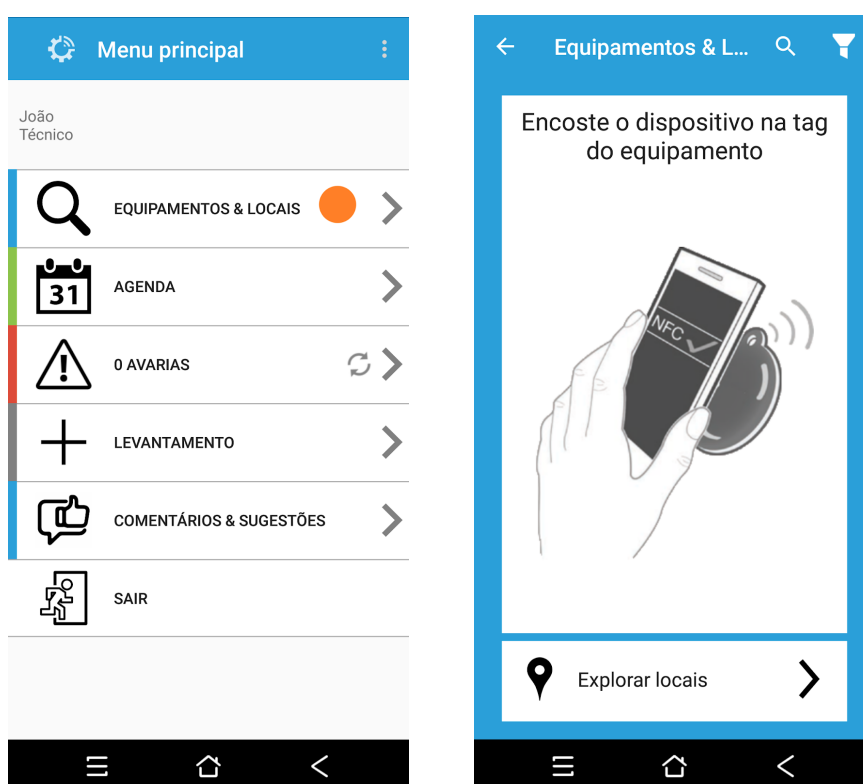 Menu principal
João
Técnico
EQUIPAMENTOS & LOCAIS
31
AGENDA
0 AVARIAS
LEVANTAMENTO
COMENTÁRIOS & SUGESTÕES
SAIR
Equipamentos & L...
Encoste o dispositivo na tag
do equipamento
NFC
Explorar locais